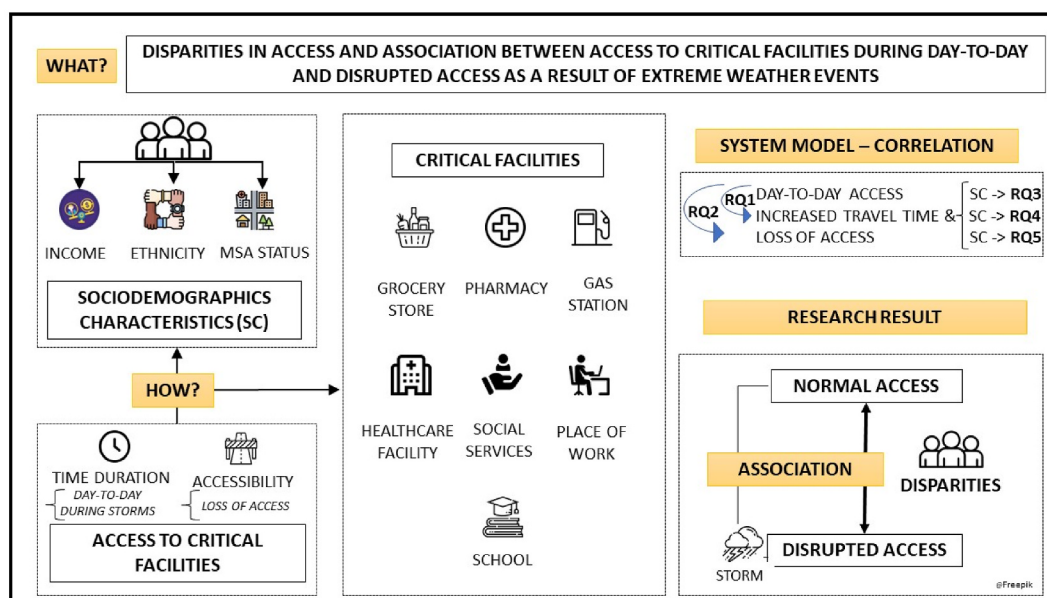 WHAT?
DISPARITIES IN ACCESS AND ASSOCIATION BETWEEN ACCESS TO CRITICAL FACILITIES DURING DAY-TO-DAY
AND DISRUPTED ACCESS AS A RESULT OF EXTREME WEATHER EVENTS
INCOME
ETHNICITY
MSA STATUS
SOCIODEMOGRAPHICS
CHARACTERISTICS (SC)
HOW?
TIME DURATION
DAY-TO-DAY
DURING STORMS
ACCESSIBILITY
LOSS OF ACCESS
ACCESS TO CRITICAL
FACILITIES
CRITICAL FACILITIES
GROCERY
STORE
PHARMACY
GAS
STATION
HEALTHCARE
FACILITY
SOCIAL
SERVICES
PLACE OF
WORK
SCHOOL
SYSTEM MODEL – CORRELATION
RQ2
RQ1
DAY-TO-DAY ACCESS
INCREASED TRAVEL TIME &
LOSS OF ACCESS
SC -> RQ3
SC -> RQ4
SC -> RQ5
RESEARCH RESULT
NORMAL ACCESS
ASSOCIATION
DISPARITIES
STORM
DISRUPTED ACCESS
@Freepik